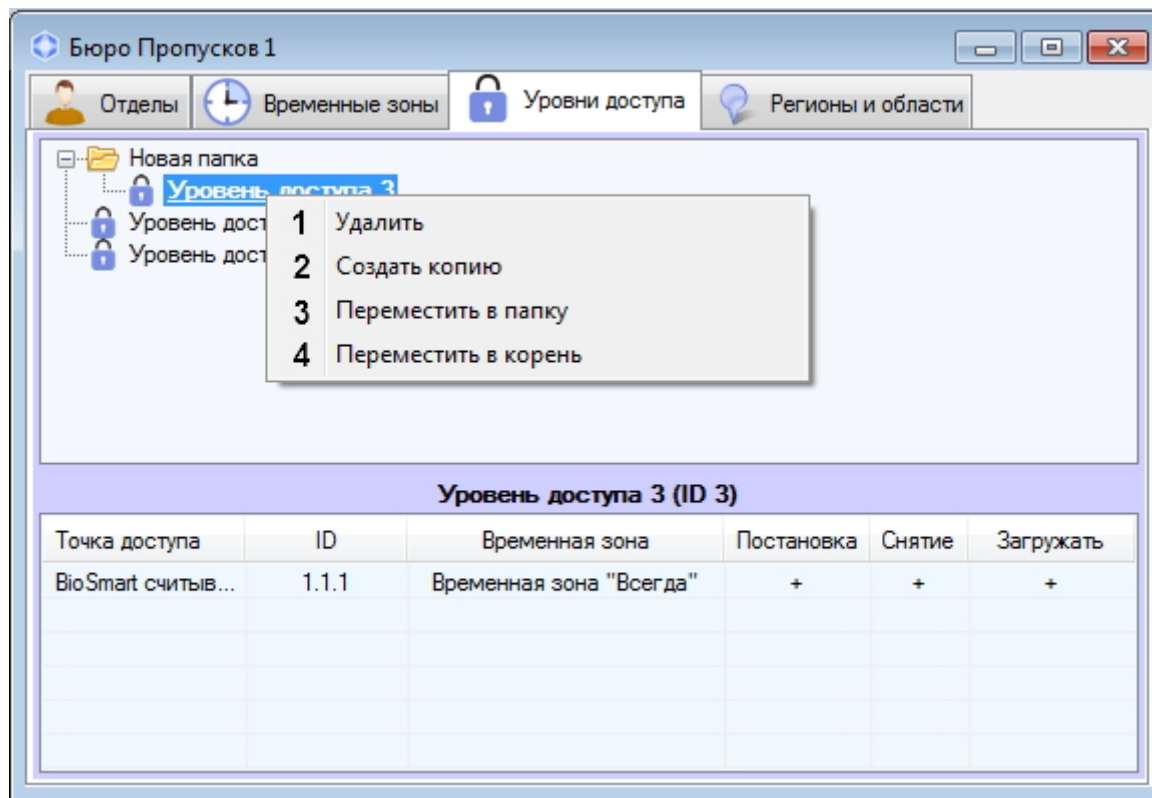 Бюро Пропусков 1
Отделы Временные зоны Уровни доступа Регионы и области
Новая папка
Уровень доступа 3
Уровень
Уровень
1 Удалить
2 Создать копию
3 Переместить в папку
4 Переместить в корень
Уровень доступа 3 (ID 3)
Точка доступа ID Временная зона Постановка Снятие Загружать
BioSmart считыв... 1.1.1 Временная зона "Всегда" + + +